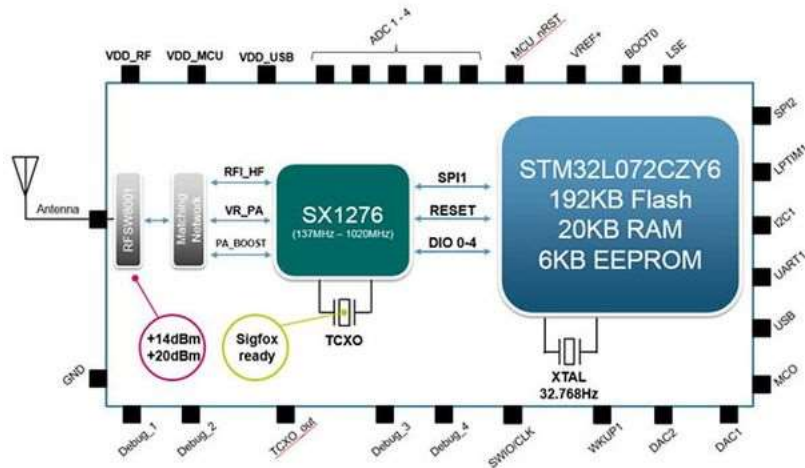 ADC 1 - 4
MCU_nRST
VREF+
BOOT0
LSE
VDD_RF
VDD_MCU
VDD_USB
SPI2
LPTIM1
I2C1
UART1
USB
MCO
Antenna
RFSW8001
Matching
Network
RFI_HF
VR_PA
PA_BOOST
SX1276
(137MHz – 1020MHz)
SPI1
RESET
DIO 0-4
STM32L072CZY6
192KB Flash
20KB RAM
6KB EEPROM
+14dBm
+20dBm
Sigfox
ready
TCXO
XTAL
32.768Hz
GND
Debug_1
Debug_2
TCXO_out
Debug_3
Debug_4
SWIO/CLK
WKUP1
DAC2
DAC1